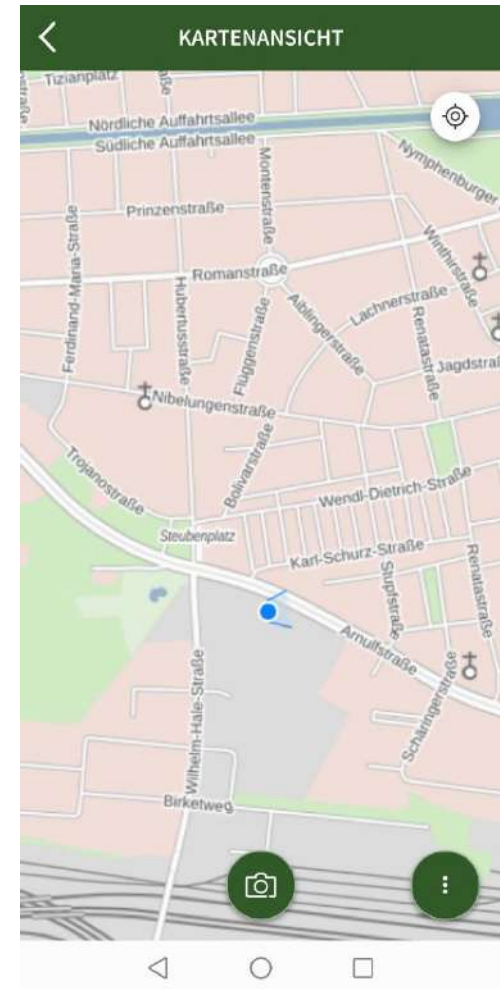 KARTENANSICHT
Tizianplatz
Nördliche Auffahrtsallee
Südliche Auffahrtsallee
Nymphenburger
Montenstraße
Prinzenstraße
Ferdinand-Maria-Straße
Winthirstraße
Romanstraße
Hubertusstraße
Flüggenstraße
Aiblingerstraße
Lachnerstraße
Renatastraße
Jagdstraß
Nibelungenstraße
Trojanostraße
Bolivarstraße
Wendl-Dietrich-Straße
Steubenplatz
Karl-Schurz-Straße
Stupfstraße
Renatastraße
Arnulfstraße
Wilhelm-Hale-Straße
Schäringerstraße
Birketweg